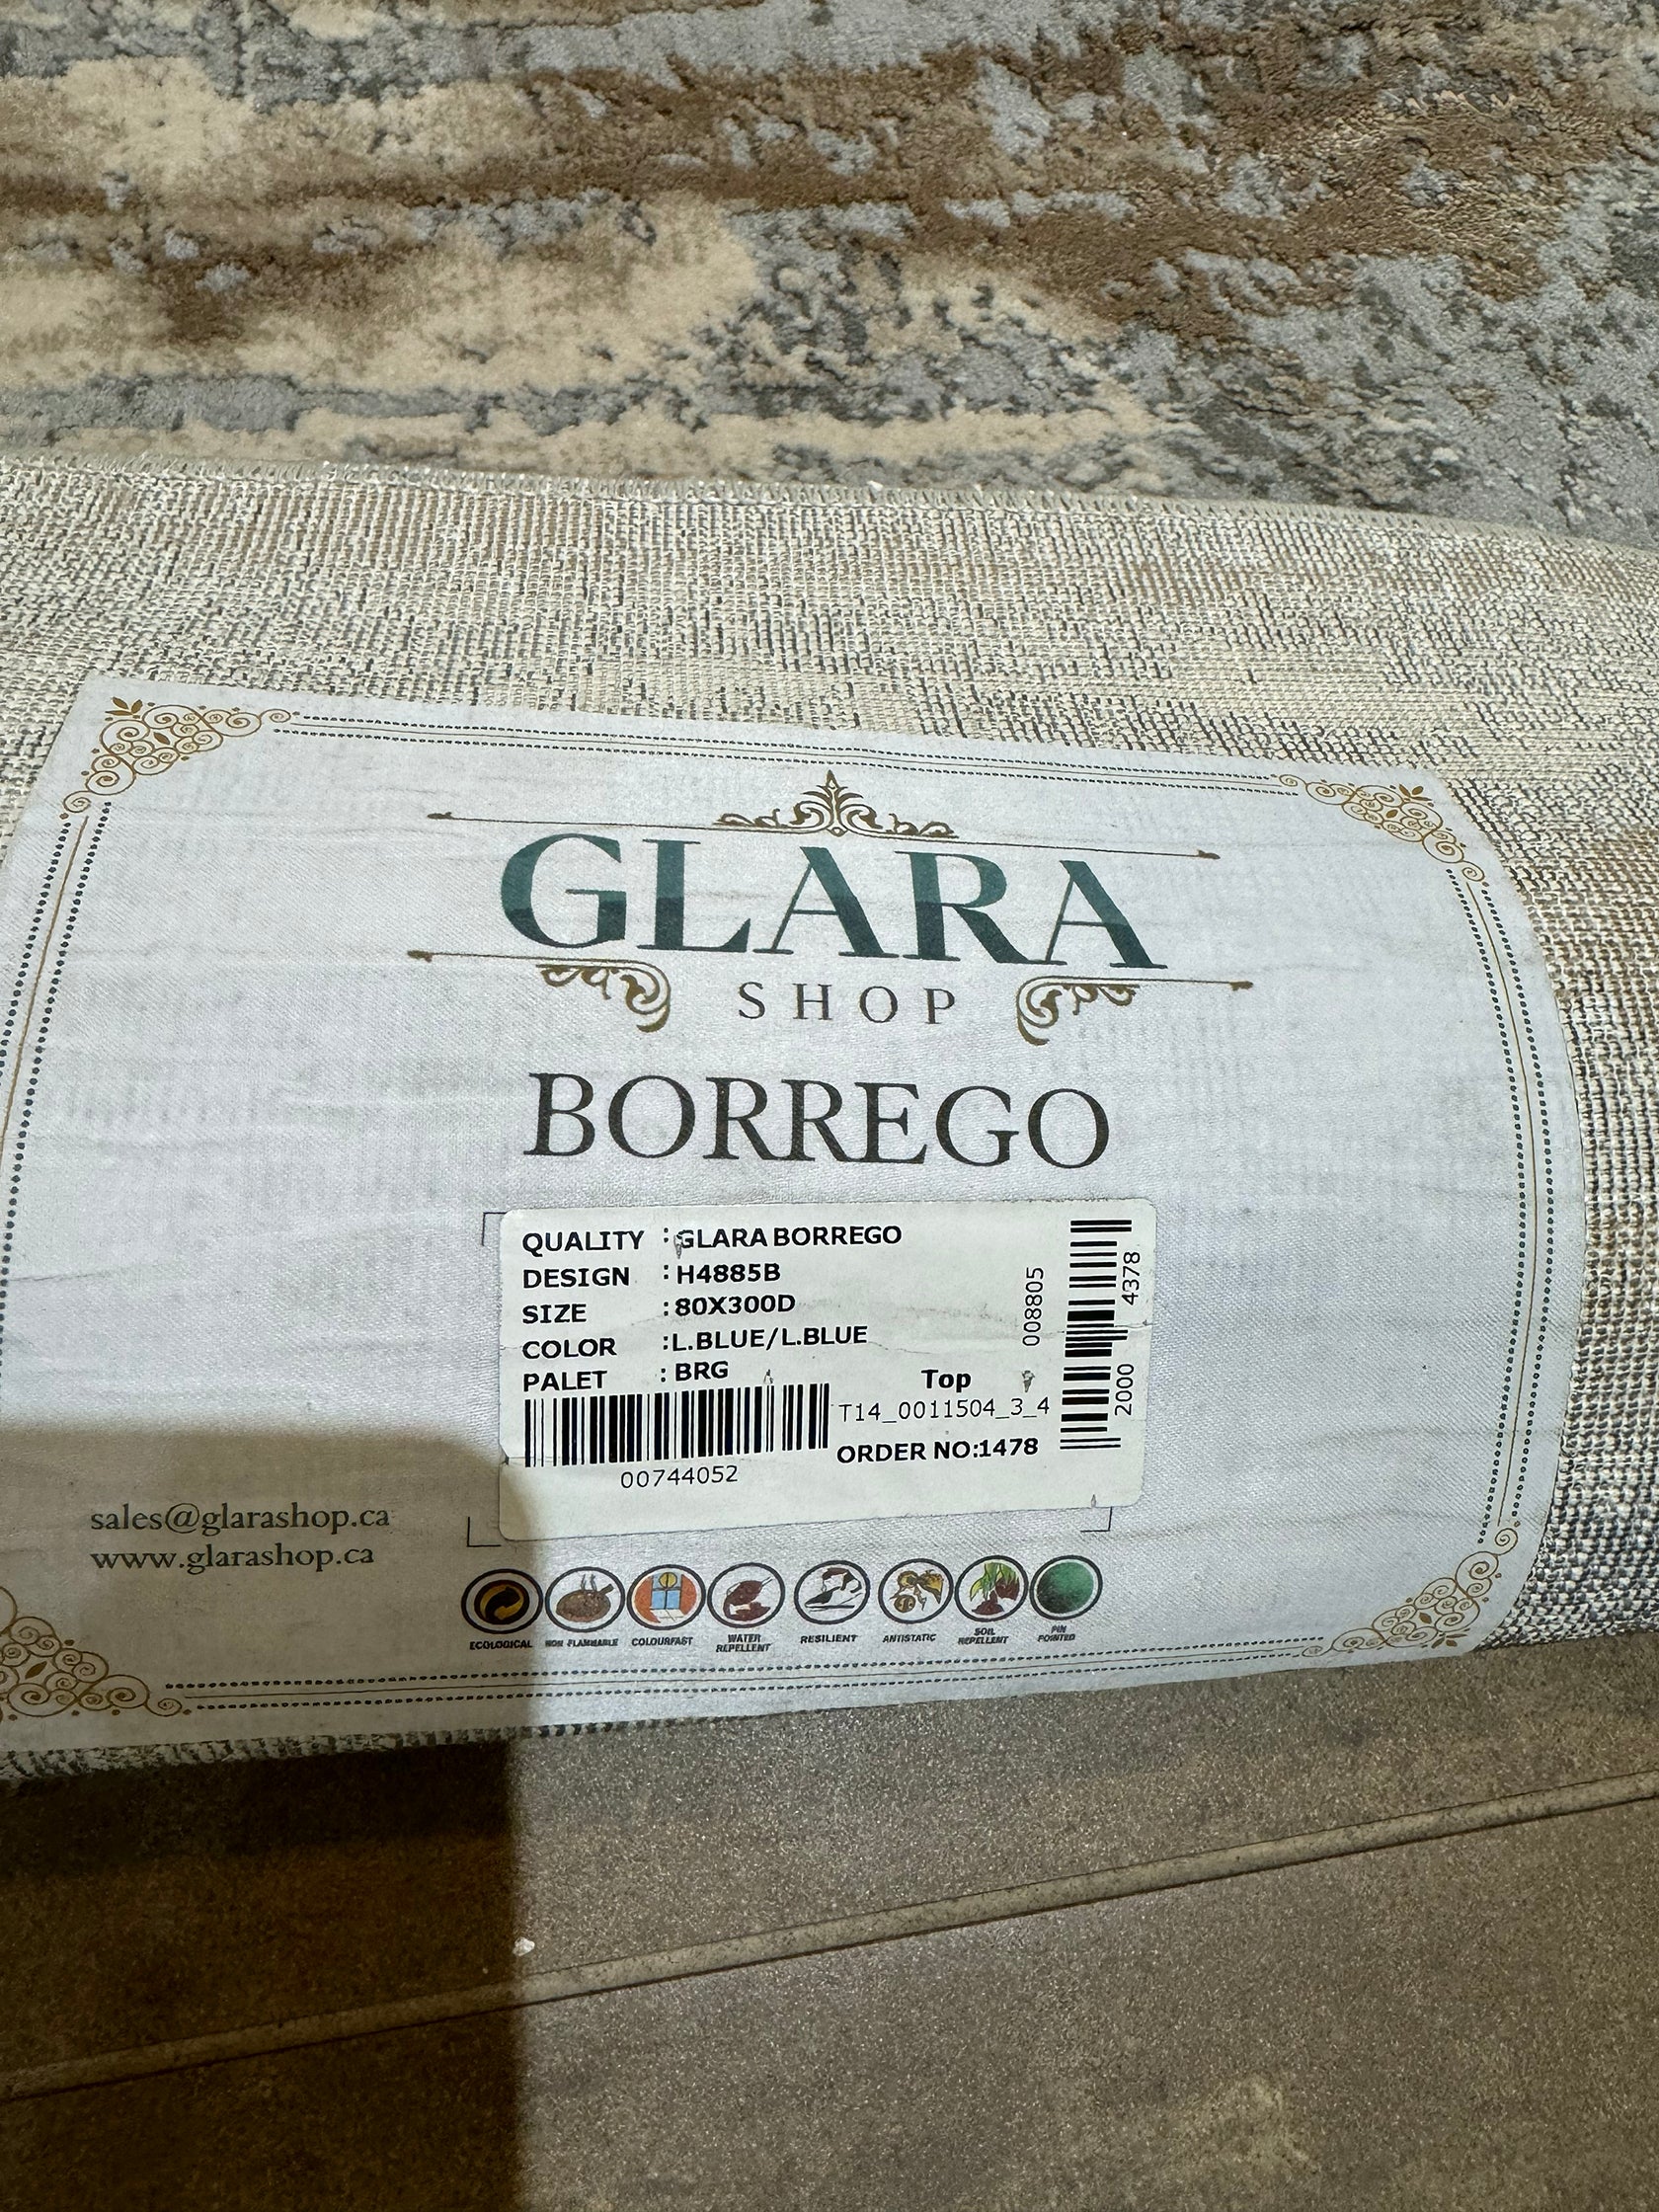 GLARA
SHOP
BORREGO
QUALITY : GLARA BORREGO
DESIGN : H4885B
SIZE : 80X300D
COLOR : L.BLUE/L.BLUE
PALET : BRG
Top
T14_0011504_3_4
ORDER NO:1478
00744052
008805
2000 4378
sales@glarashop.ca
www.glarashop.ca
ECOLOGICAL
NON FLAMMABLE
COLOURFAST
WATER REPELLENT
RESILIENT
ANTISTATIC
SOIL REPELLENT
PIN POINTED